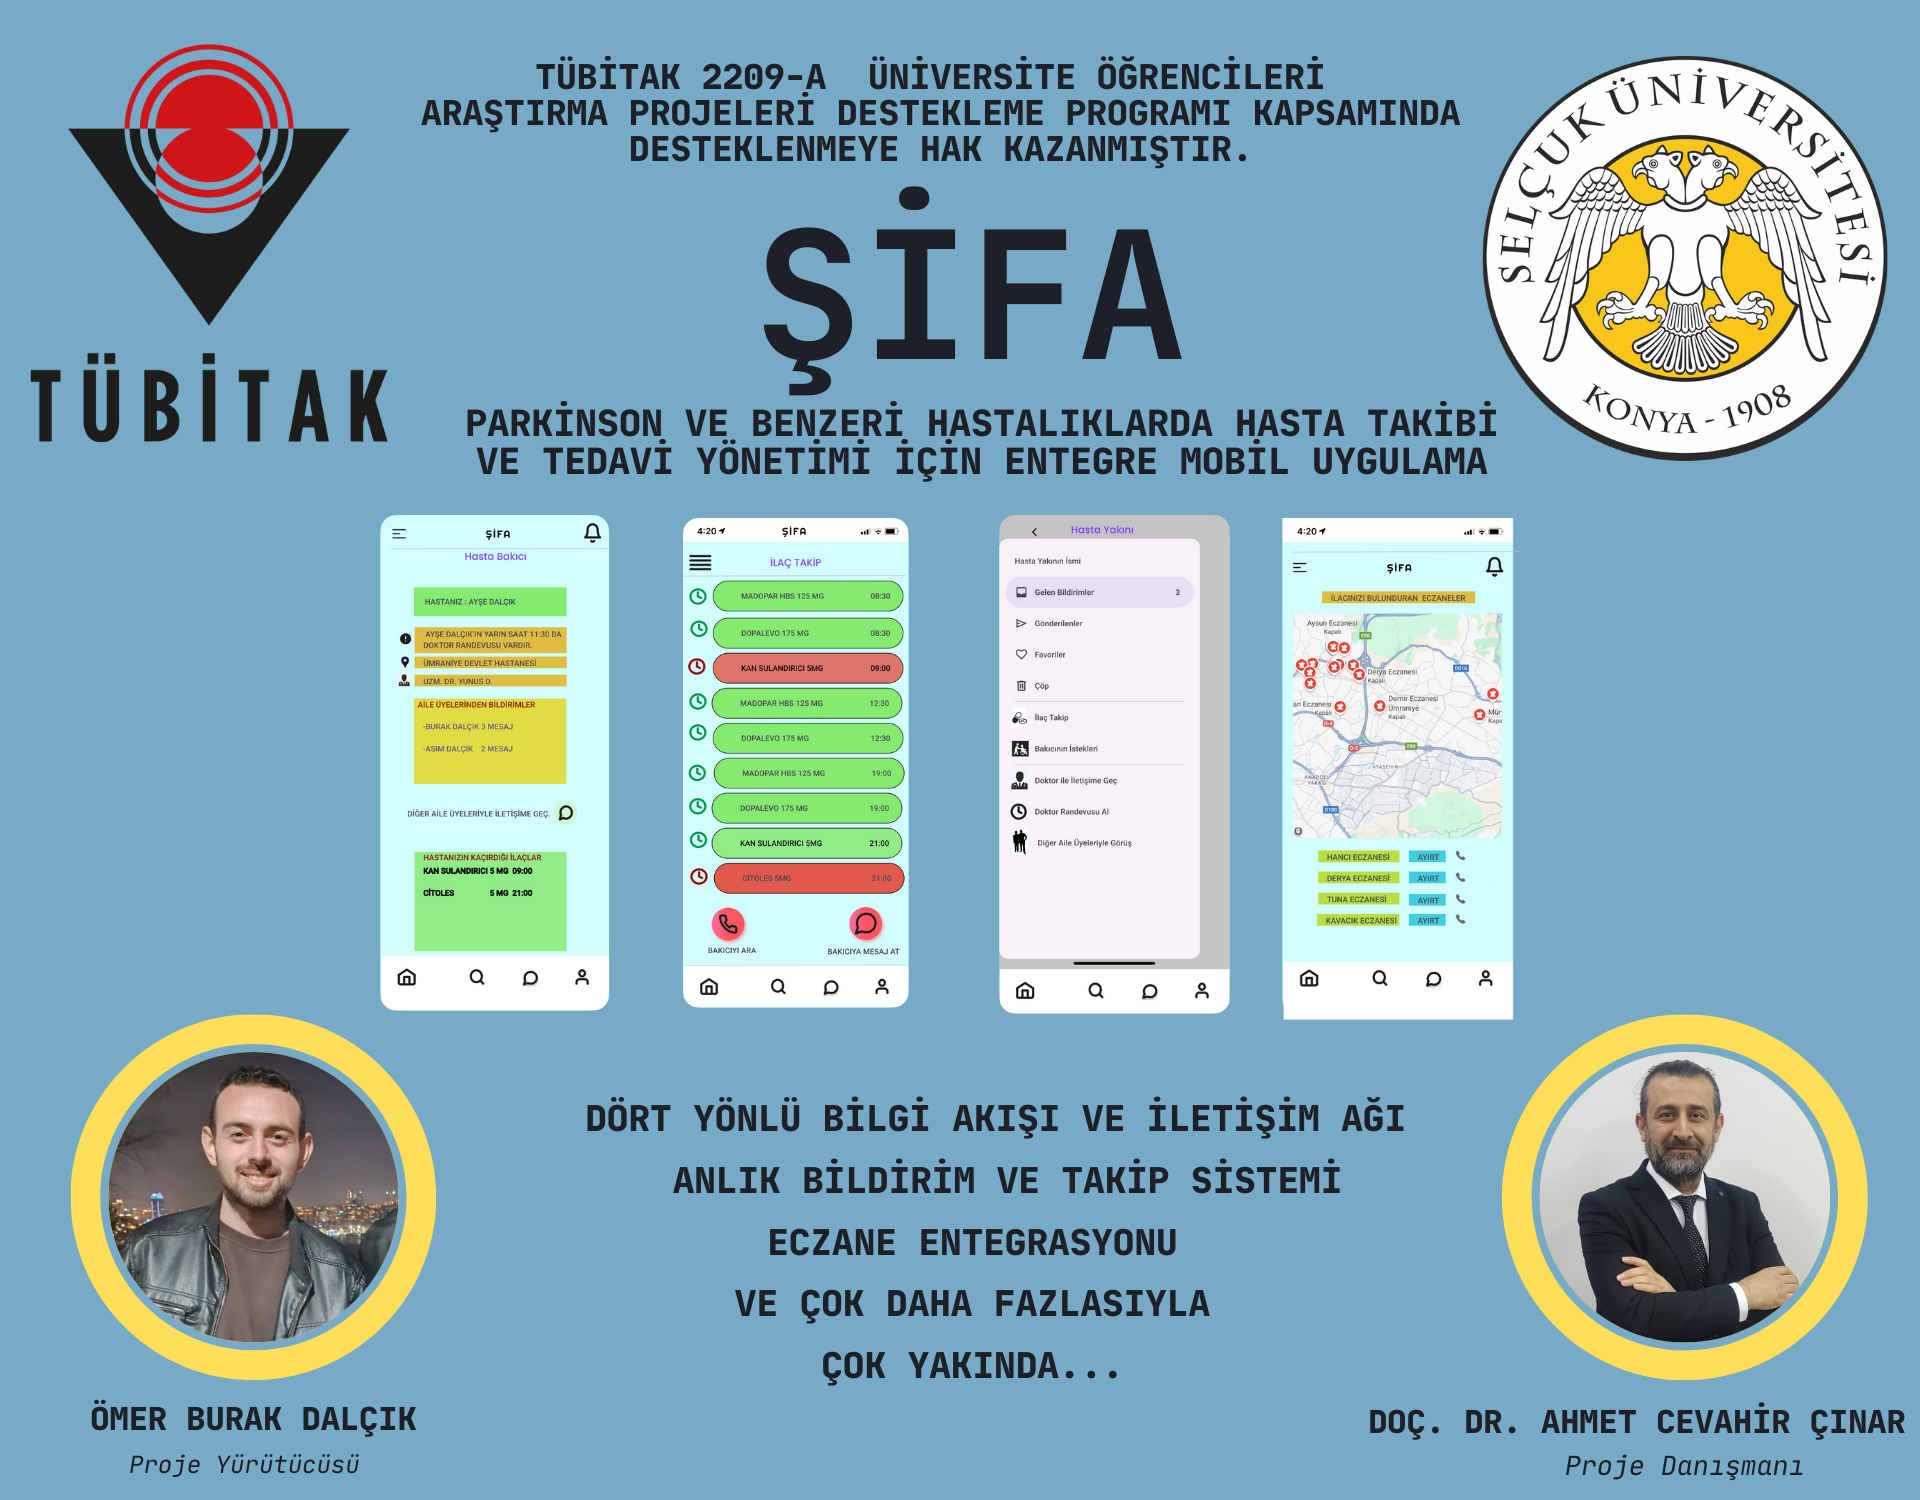 TÜBİTAK 2209-A ÜNİVERSİTE ÖĞRENCİLERİ
ARAŞTIRMA PROJELERİ DESTEKLEME PROGRAMI KAPSAMINDA
DESTEKLENMEYE HAK KAZANMIŞTIR.
TÜBİTAK
SELÇUK ÜNİVERSİTESİ
KONYA - 1908
ŞİFA
PARKİNSON VE BENZERİ HASTALIKLARDA HASTA TAKİBİ
VE TEDAVİ YÖNETİMİ İÇİN ENTEGRE MOBİL UYGULAMA
ŞİFA
Hasta Bakıcı
HASTANIZ : AYŞE DALÇIK
AYŞE DALÇIK'IN YARIN SAAT 11:30 DA
DOKTOR RANDEVUSU VARDIR.
ÜMRANİYE DEVLET HASTANESİ
UZM. DR. YUNUS D.
AİLE ÜYELERİNDEN BİLDİRİMLER
-BURAK DALÇIK 3 MESAJ
-ASIM DALÇIK 2 MESAJ
DİĞER AİLE ÜYELERİYLE İLETİŞİME GEÇ.
HASTANIZIN KAÇIRDIĞI İLAÇLAR
KAN SULANDIRICI 5 MG 09:00
CİTOLES 5 MG 21:00
4:20
ŞİFA
İLAÇ TAKİP
MADOPAR HBS 125 MG 08:30
DOPALEVO 175 MG 08:30
KAN SULANDIRICI 5MG 09:00
MADOPAR HBS 125 MG 12:30
DOPALEVO 175 MG 12:30
MADOPAR HBS 125 MG 19:00
DOPALEVO 175 MG 19:00
KAN SULANDIRICI 5MG 21:00
CİTOLES 5MG 21:00
BAKICIYI ARA
BAKICIYA MESAJ AT
Hasta Yakını
Hasta Yakının İsmi
Gelen Bildirimler 3
Gönderilenler
Favoriler
Çöp
İlaç Takip
Bakıcının İstekleri
Doktor ile İletişime Geç
Doktor Randevusu Al
Diğer Aile Üyeleriyle Görüş
4:20
ŞİFA
İLACINIZI BULUNDURAN ECZANELER
Aysun Eczanesi
Kapalı
E80
D016
Derya Eczanesi
Kapalı
Demir Eczanesi
Ümraniye
Kapalı
an Eczanesi
Kapalı
Mür
Kapa
O-4
O-2
E80
ATAŞEHİR
ANADOLU
YAKASI
D100
HANCI ECZANESİ AYIRT
DERYA ECZANESİ AYIRT
TUNA ECZANESİ AYIRT
KAVACIK ECZANESİ AYIRT
DÖRT YÖNLÜ BİLGİ AKIŞI VE İLETİŞİM AĞI
ANLIK BİLDİRİM VE TAKİP SİSTEMİ
ECZANE ENTEGRASYONU
VE ÇOK DAHA FAZLASIYLA
ÇOK YAKINDA...
ÖMER BURAK DALÇIK
Proje Yürütücüsü
DOÇ. DR. AHMET CEVAHİR ÇINAR
Proje Danışmanı